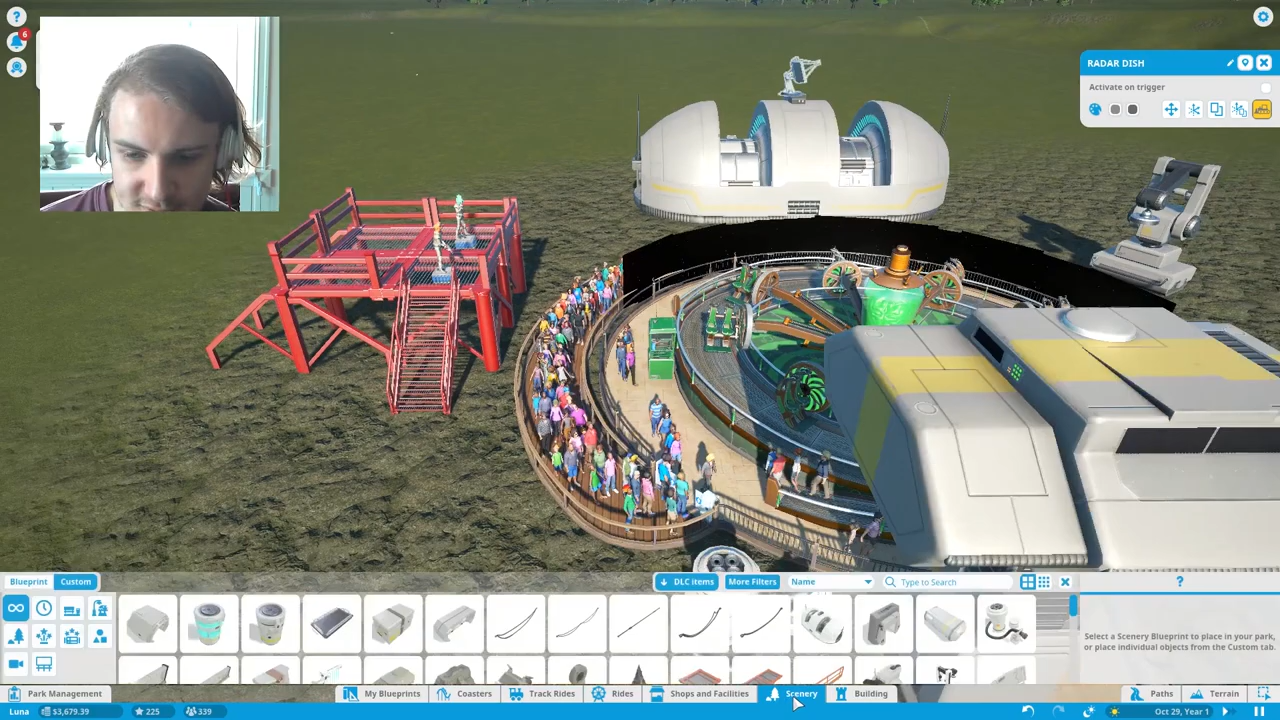 6
RADAR DISH
Activate on trigger
Blueprint Custom DLC items More Filters Name Type to Search ?
Select a Scenery Blueprint to place in your park,
or place individual objects from the Custom tab.
Park Management My Blueprints Coasters Track Rides Rides Shops and Facilities Scenery Building Paths Terrain
Luna $3,679.39 225 339 Oct 29, Year 1